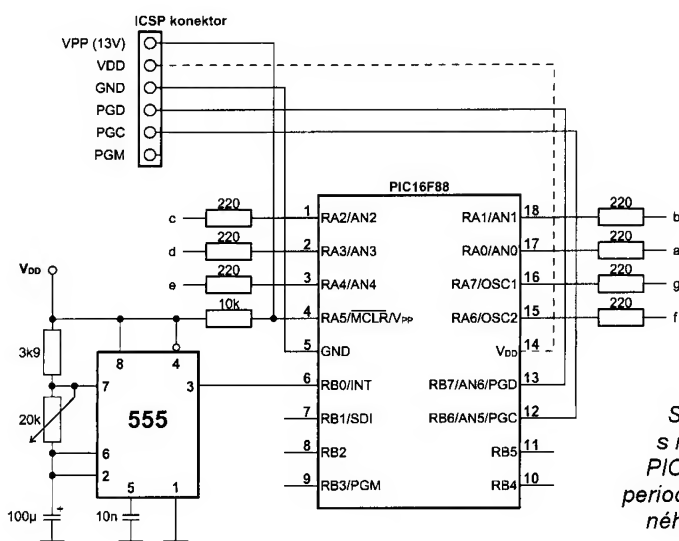 ICSP konektor
VPP (13V)
VDD
GND
PGD
PGC
PGM
PIC16F88
c 220 1 RA2/AN2
d 220 2 RA3/AN3
e 220 3 RA4/AN4
10k 4 RA5/MCLR/VPP
5 GND
6 RB0/INT
7 RB1/SDI
8 RB2
9 RB3/PGM
RA1/AN1 18 220 b
RA0/AN0 17 220 a
RA7/OSC1 16 220 g
RA6/OSC2 15 220 f
VDD 14
RB7/AN6/PGD 13
RB6/AN5/PGC 12
RB5 11
RB4 10
VDD
3k9
20k
100µ +
8 4
7 3
555
6
2
5 1
10n
S
PIC
period
ného